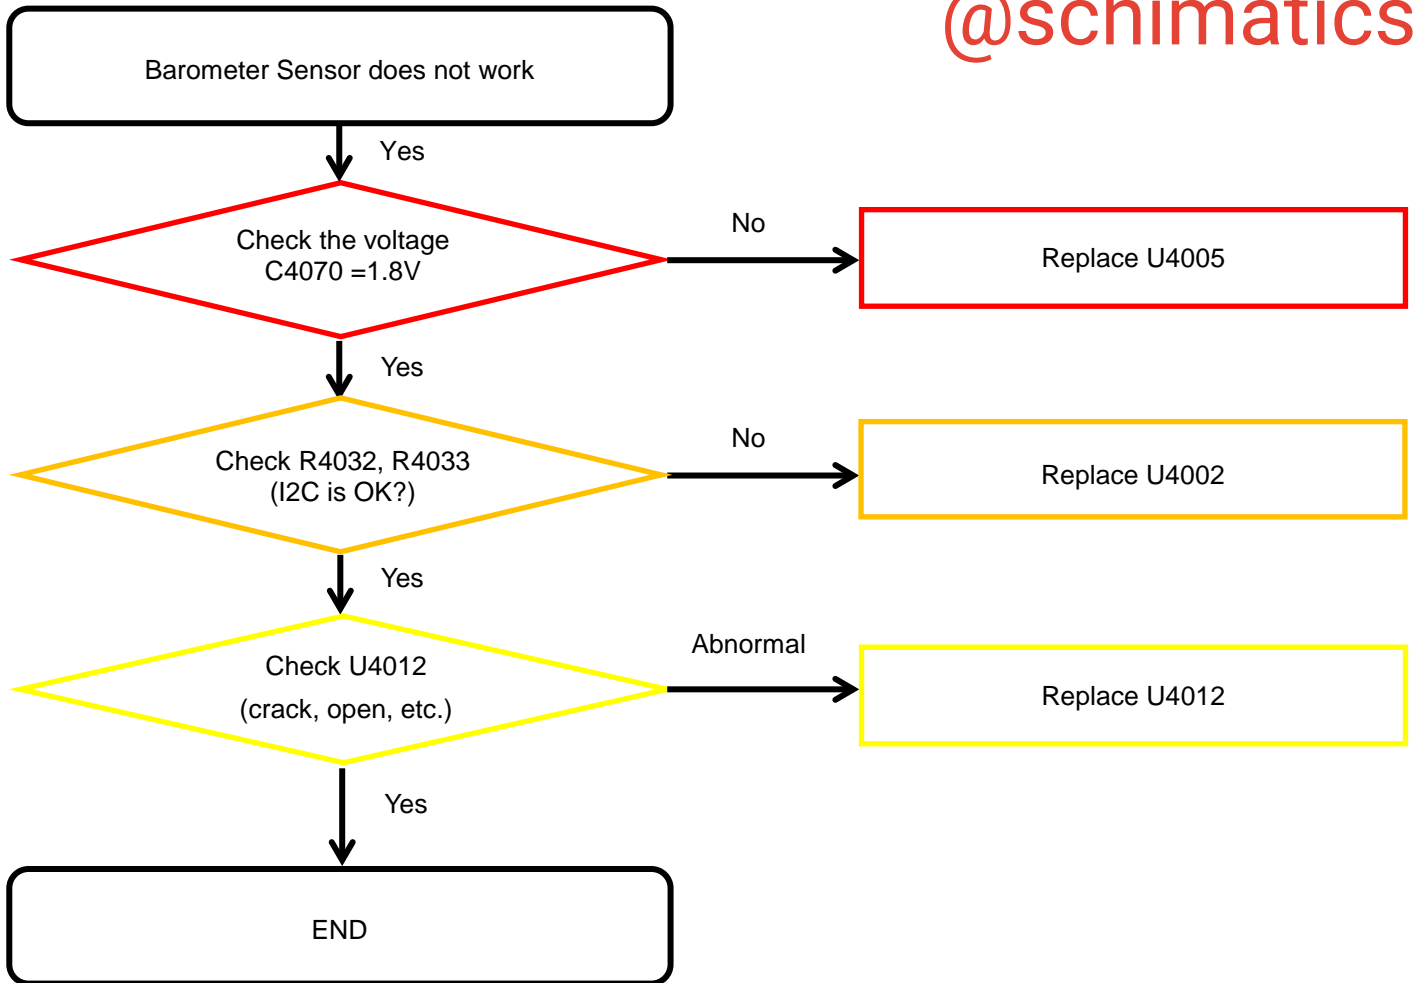 @schimatics
Barometer Sensor does not work
Yes
Check the voltage
C4070 =1.8V
No
Replace U4005
Yes
Check R4032, R4033
(I2C is OK?)
No
Replace U4002
Yes
Check U4012
(crack, open, etc.)
Abnormal
Replace U4012
Yes
END